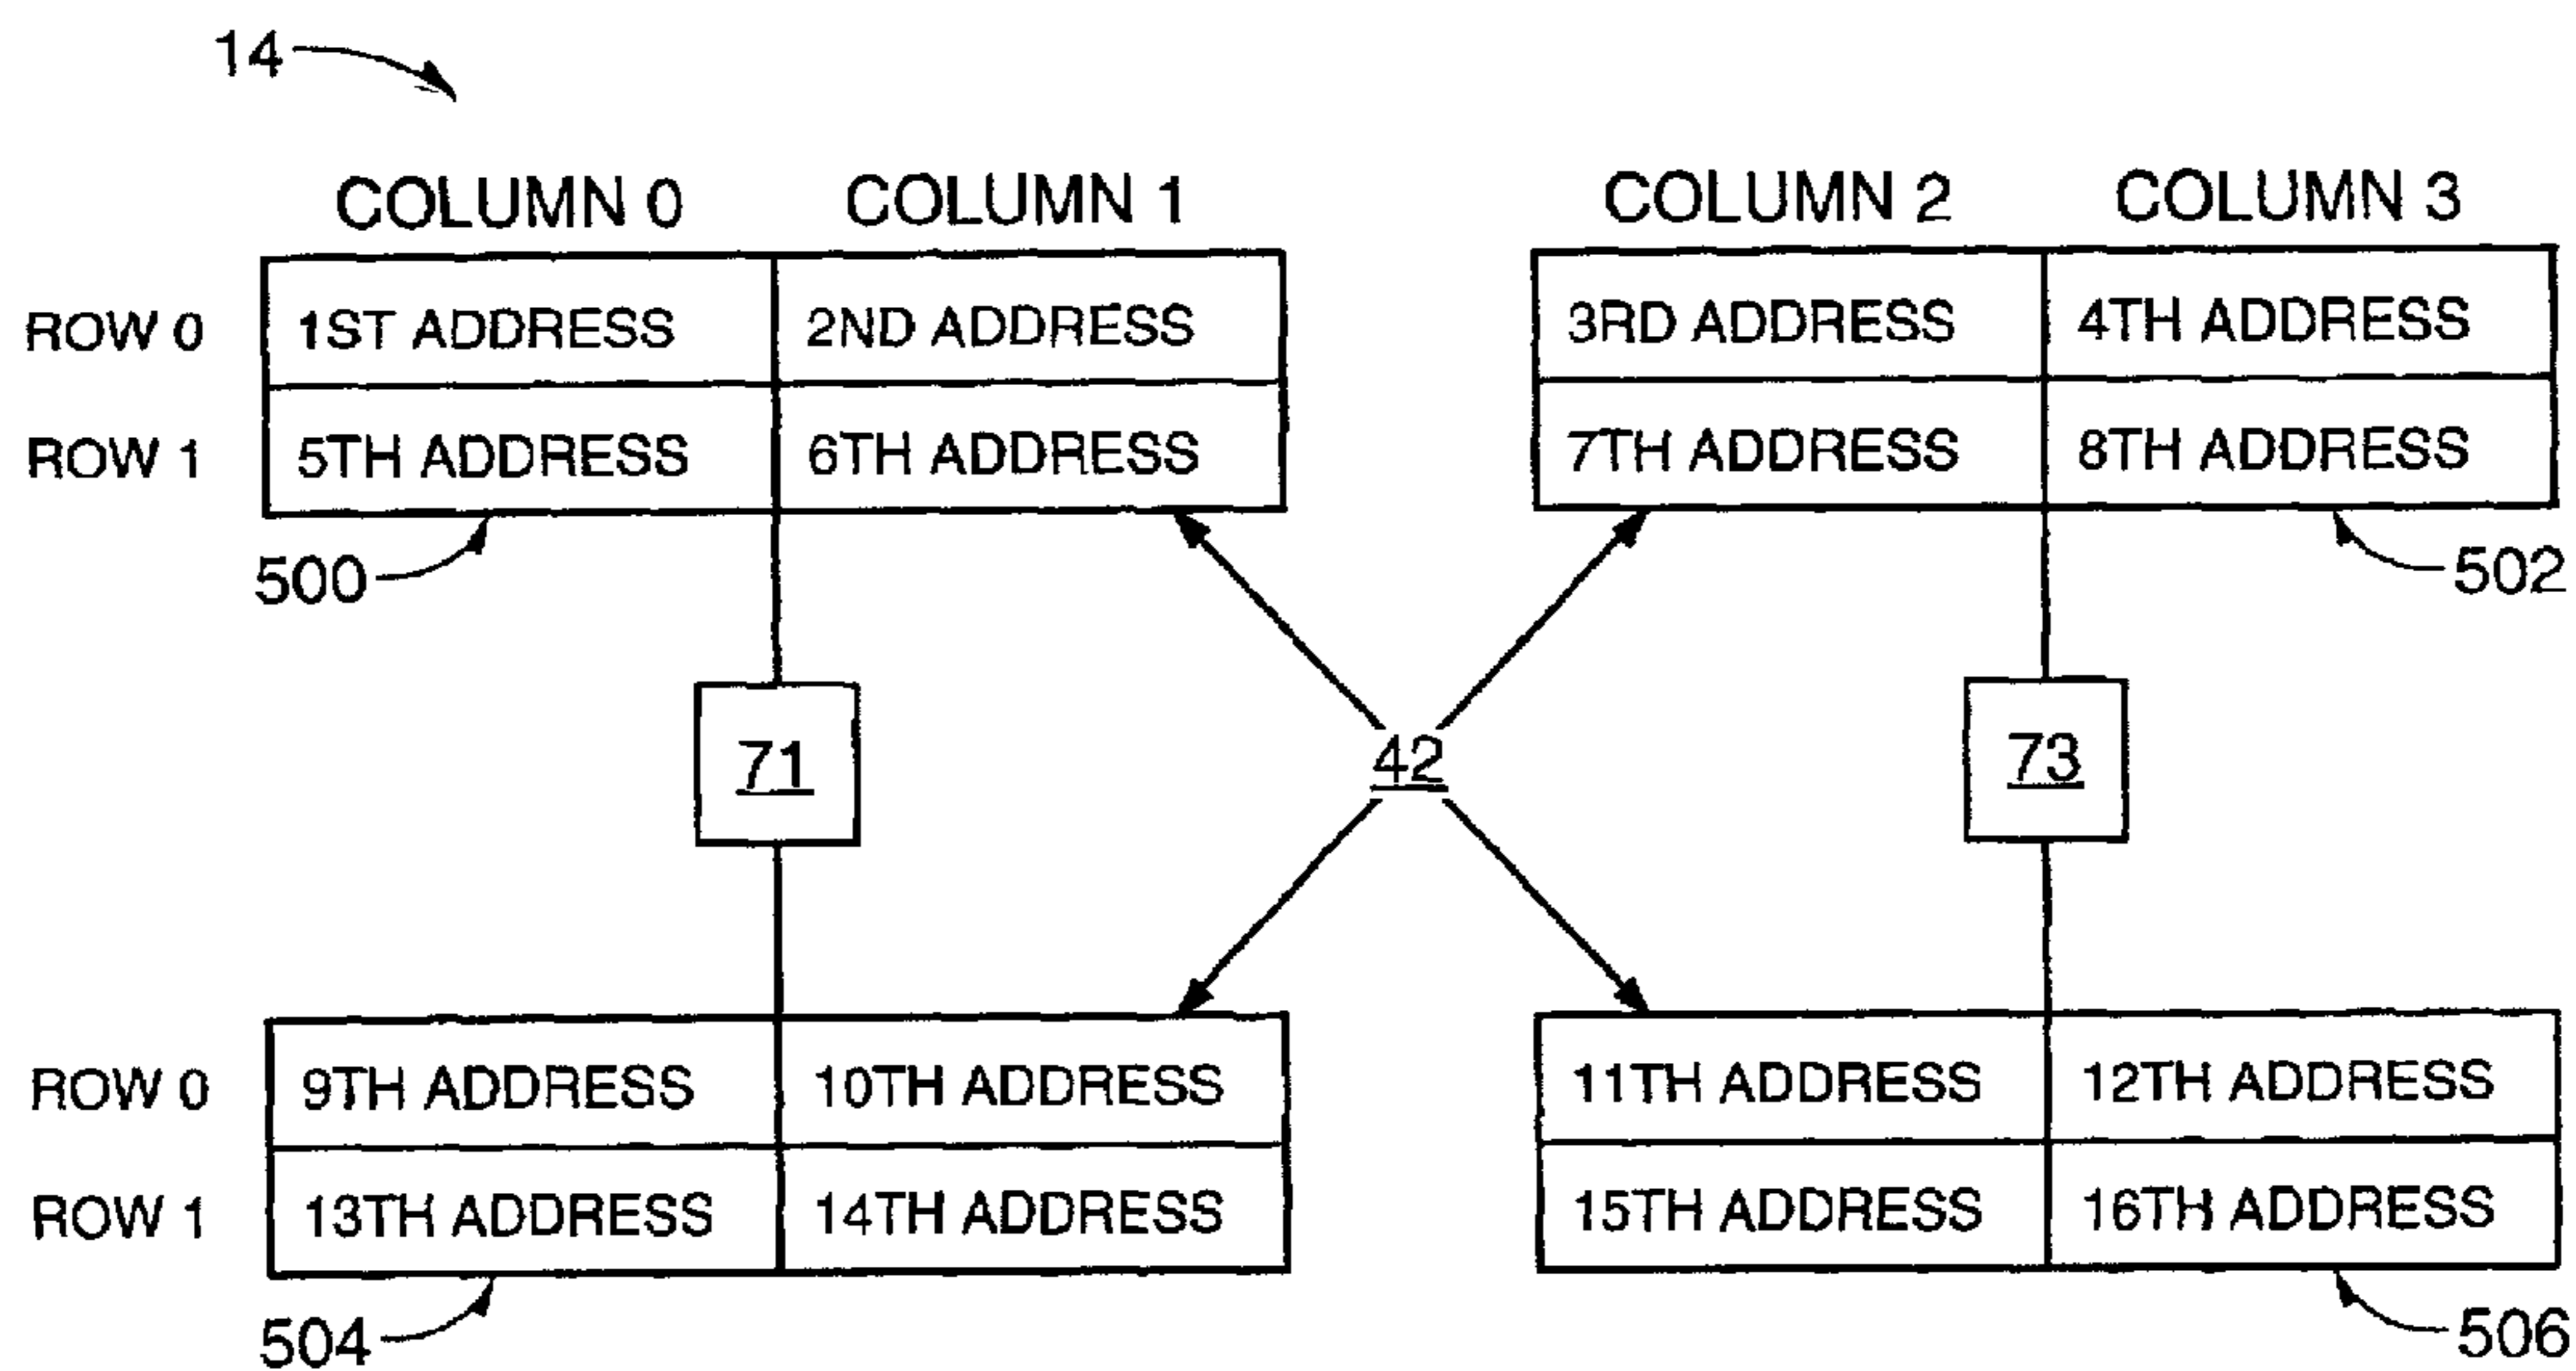 14
COLUMN 0 COLUMN 1 COLUMN 2 COLUMN 3
ROW 0 1ST ADDRESS 2ND ADDRESS 3RD ADDRESS 4TH ADDRESS
ROW 1 5TH ADDRESS 6TH ADDRESS 7TH ADDRESS 8TH ADDRESS
500 502
71 42 73
ROW 0 9TH ADDRESS 10TH ADDRESS 11TH ADDRESS 12TH ADDRESS
ROW 1 13TH ADDRESS 14TH ADDRESS 15TH ADDRESS 16TH ADDRESS
504 506